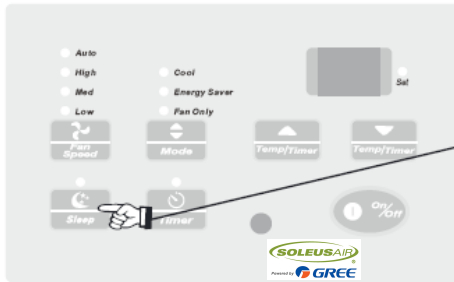 Auto
High
Cool
Set
Med
Energy Saver
Low
Fan Only
Fan
Speed
Mode
Temp/Timer
Temp/Timer
Sleep
Timer
On/Off
SOLEUSAIR
Powered by GREE